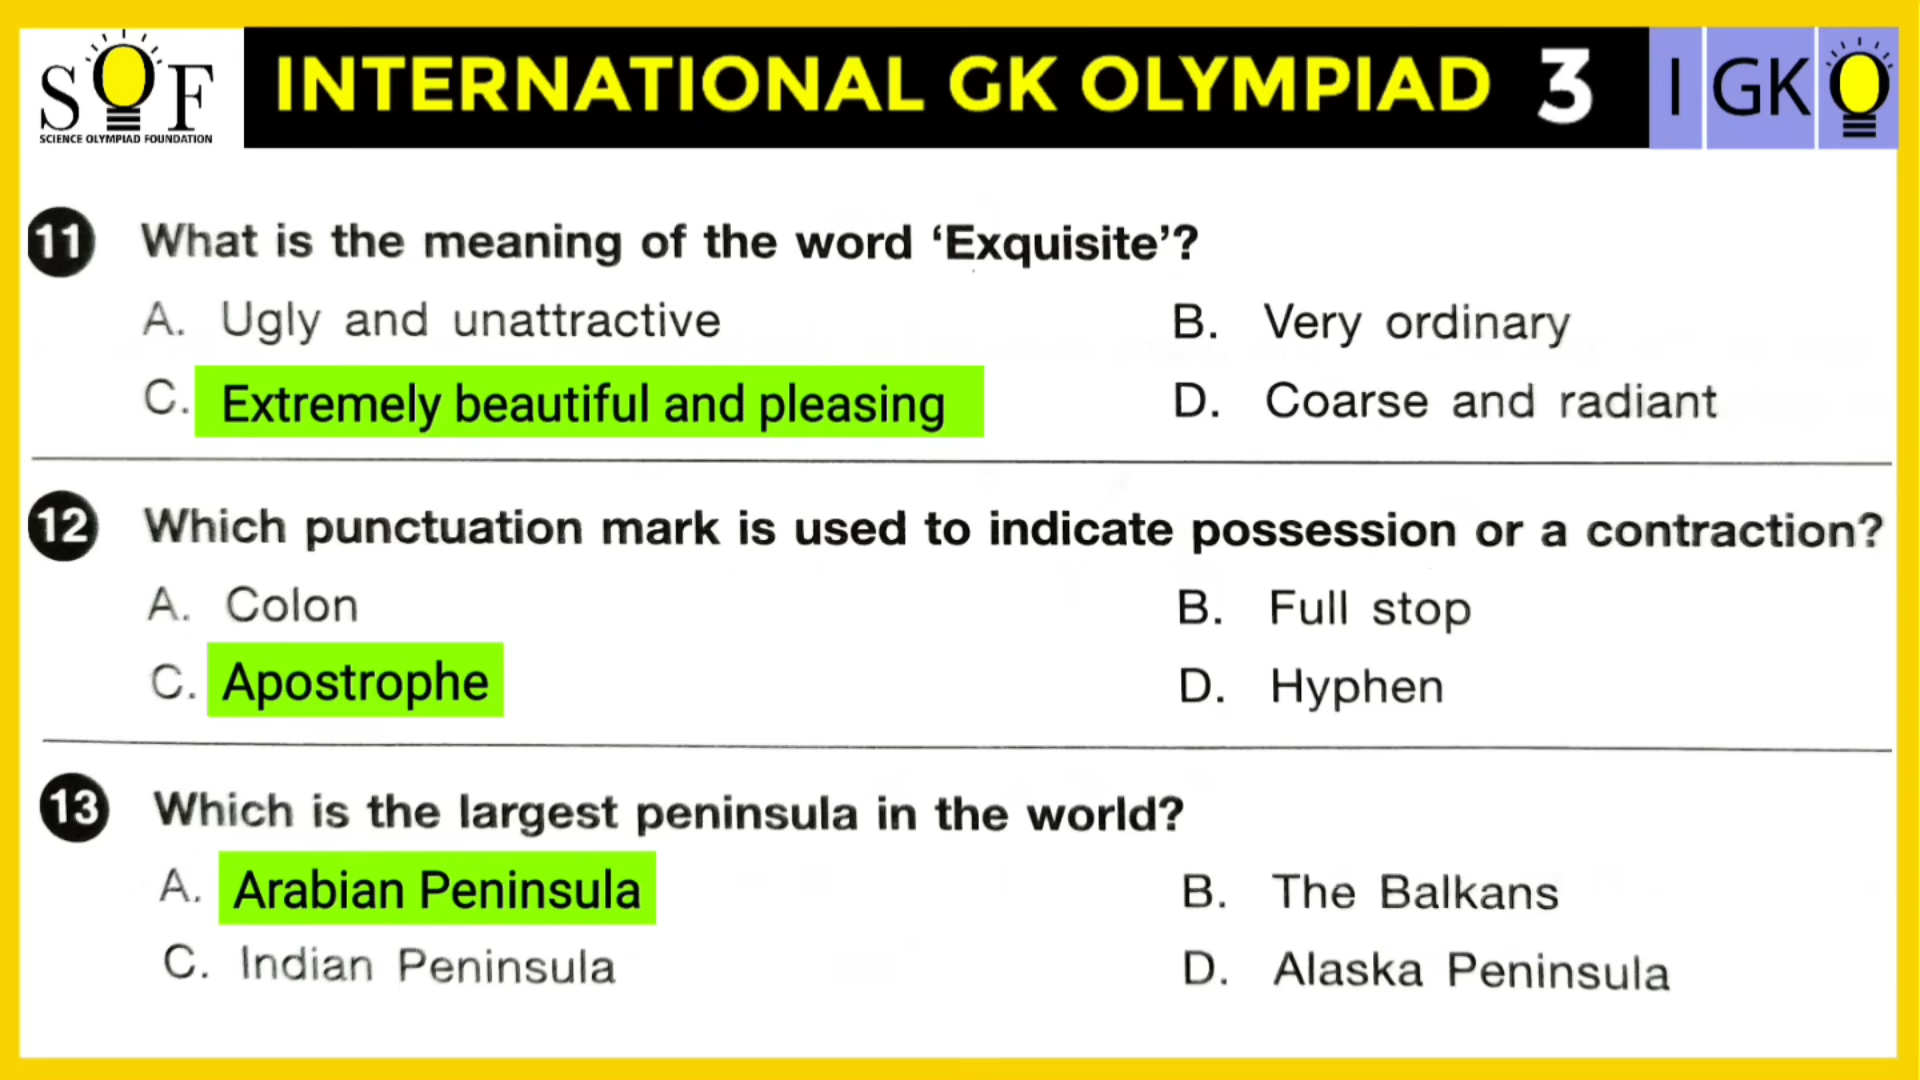 SOF
SCIENCE OLYMPIAD FOUNDATION
INTERNATIONAL GK OLYMPIAD 3
I GK
11 What is the meaning of the word ‘Exquisite’?
A. Ugly and unattractive
B. Very ordinary
C. Extremely beautiful and pleasing
D. Coarse and radiant
12 Which punctuation mark is used to indicate possession or a contraction?
A. Colon
B. Full stop
C. Apostrophe
D. Hyphen
13 Which is the largest peninsula in the world?
A. Arabian Peninsula
B. The Balkans
C. Indian Peninsula
D. Alaska Peninsula